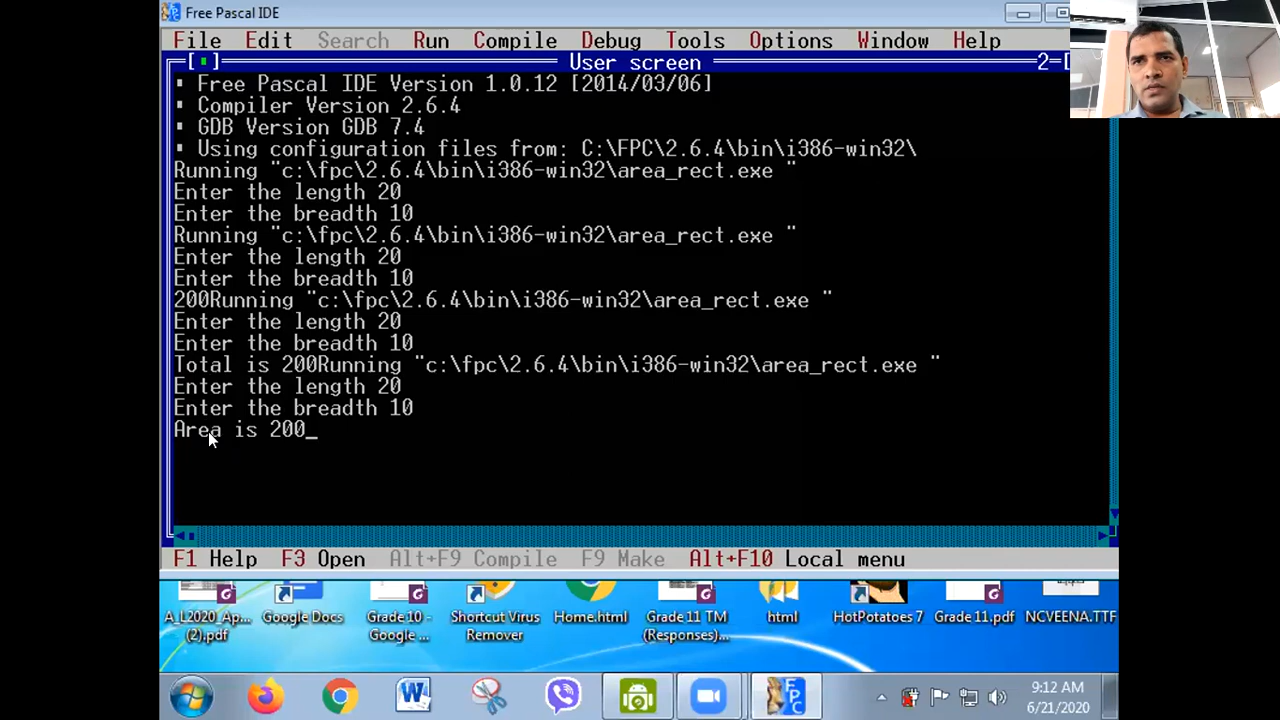 Free Pascal IDE
File Edit Search Run Compile Debug Tools Options Window Help
User screen
2
Free Pascal IDE Version 1.0.12 [2014/03/06]
Compiler Version 2.6.4
GDB Version GDB 7.4
Using configuration files from: C:\FPC\2.6.4\bin\i386-win32\
Running "c:\fpc\2.6.4\bin\i386-win32\area_rect.exe "
Enter the length 20
Enter the breadth 10
Running "c:\fpc\2.6.4\bin\i386-win32\area_rect.exe "
Enter the length 20
Enter the breadth 10
200Running "c:\fpc\2.6.4\bin\i386-win32\area_rect.exe "
Enter the length 20
Enter the breadth 10
Total is 200Running "c:\fpc\2.6.4\bin\i386-win32\area_rect.exe "
Enter the length 20
Enter the breadth 10
Area is 200_
F1 Help F3 Open Alt+F9 Compile F9 Make Alt+F10 Local menu
A_L2020_Ap... Google Docs Grade 10 - Shortcut Virus Home.html Grade 11 TM html HotPotatoes 7 Grade 11.pdf NCVEENA.TTF
(2).pdf Google ... Remover (Responses)...
9:12 AM
6/21/2020